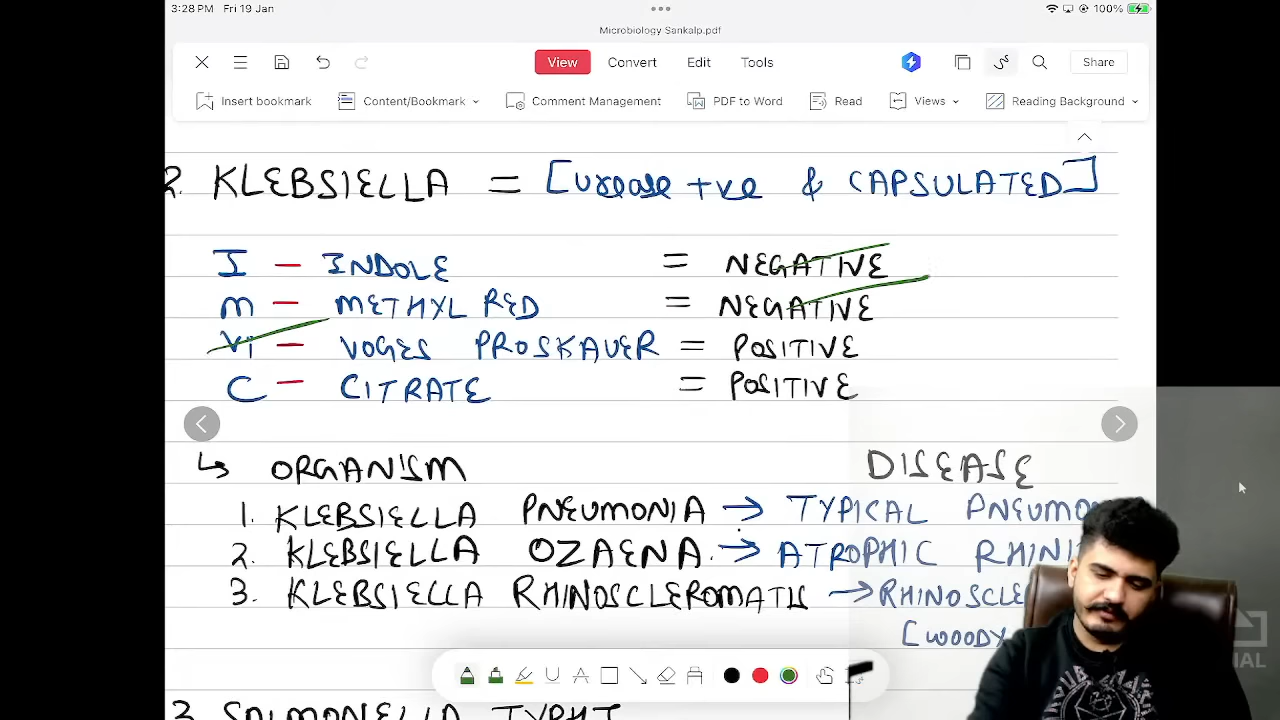 3:28 PM Fri 19 Jan
100%
Microbiology Sankalp.pdf
View Convert Edit Tools Share
Insert bookmark Content/Bookmark Comment Management PDF to Word Read Views Reading Background
2. KLEBSIELLA = [urease +ve & CAPSULATED]
I - INDOLE = NEGATIVE
M - METHYL RED = NEGATIVE
Vi - VOGES PROSKAUER = POSITIVE
C - CITRATE = POSITIVE
↳ ORGANISM DISEASE
1. KLEBSIELLA PNEUMONIA → TYPICAL PNEUMO
2. KLEBSIELLA OZAENA → ATROPHIC RHINI
3. KLEBSIELLA RHINOSCLEROMATIS → RHINOSCLE
[WOODY
3. SALMONELLA TYPHI